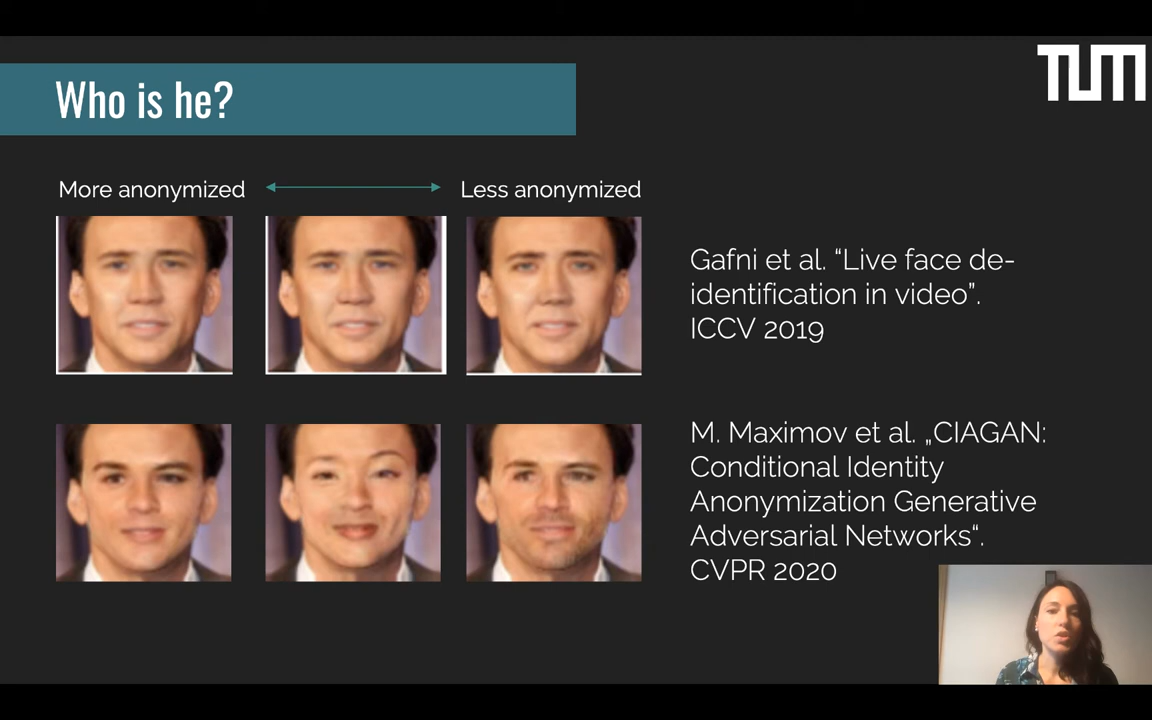 TUM
Who is he?
More anonymized
Less anonymized
Gafni et al. “Live face de-
identification in video”.
ICCV 2019
M. Maximov et al. „CIAGAN:
Conditional Identity
Anonymization Generative
Adversarial Networks“.
CVPR 2020